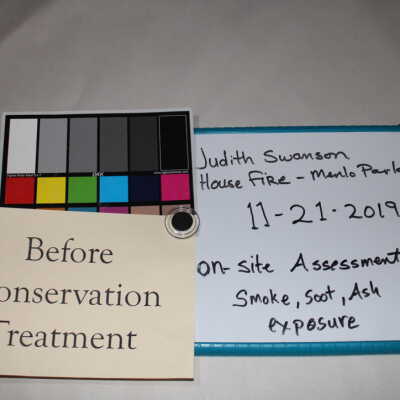 Judith Swanson
House Fire - Menlo Park
11-21-2019
On-site Assessment
Smoke, Soot, Ash
exposure
Before
onservation
Treatment